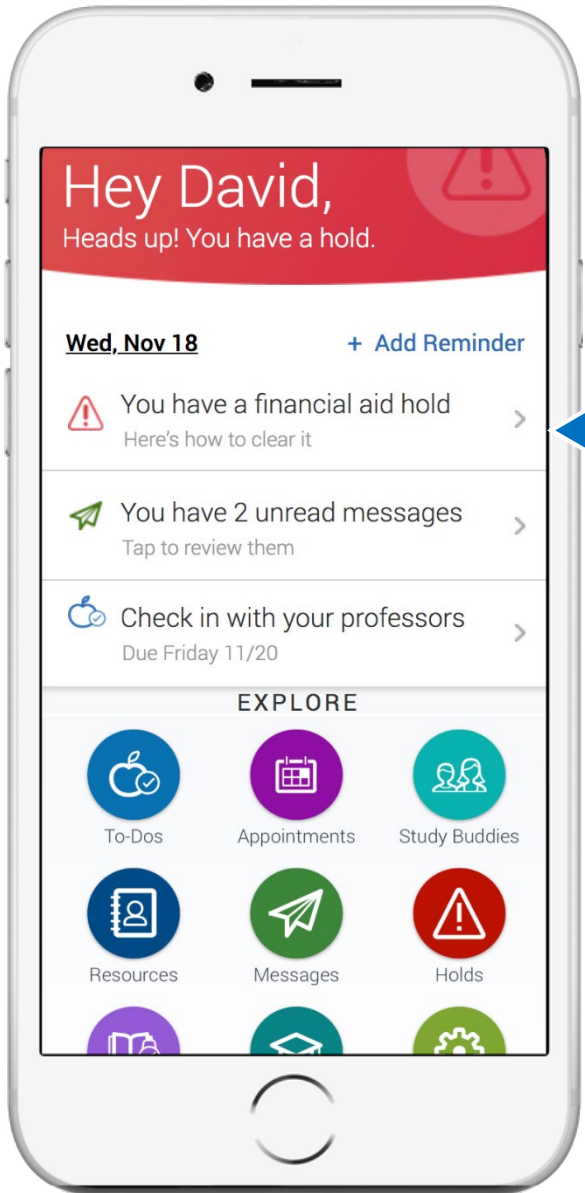 Hey David,
Heads up! You have a hold.
Wed, Nov 18
+ Add Reminder
You have a financial aid hold
Here's how to clear it
You have 2 unread messages
Tap to review them
Check in with your professors
Due Friday 11/20
EXPLORE
To-Dos
Appointments
Study Buddies
Resources
Messages
Holds